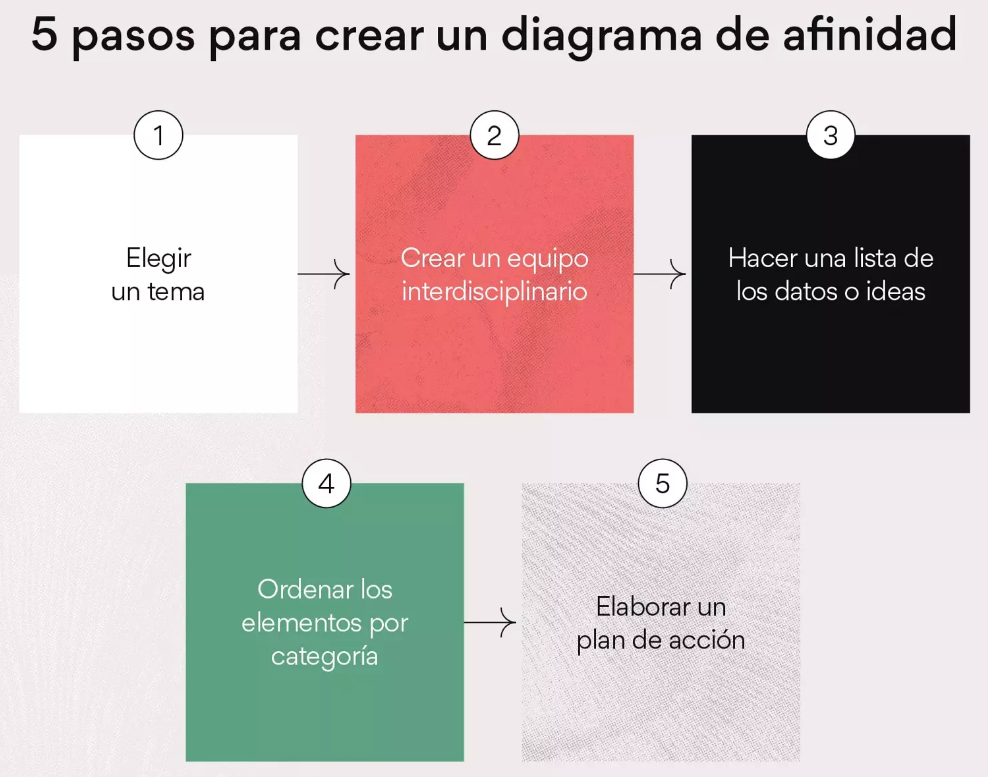 5 pasos para crear un diagrama de afinidad
1
Elegir
un tema
2
Crear un equipo
interdisciplinario
3
Hacer una lista de
los datos o ideas
4
Ordenar los
elementos por
categoría
5
Elaborar un
plan de acción